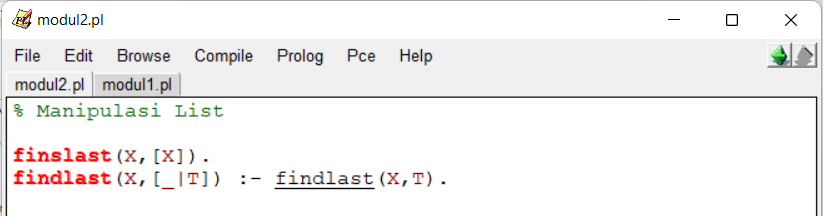 modul2.pl
File Edit Browse Compile Prolog Pce Help
modul2.pl modul1.pl
% Manipulasi List
finslast(X,[X]).
findlast(X,[_|T]) :- findlast(X,T).